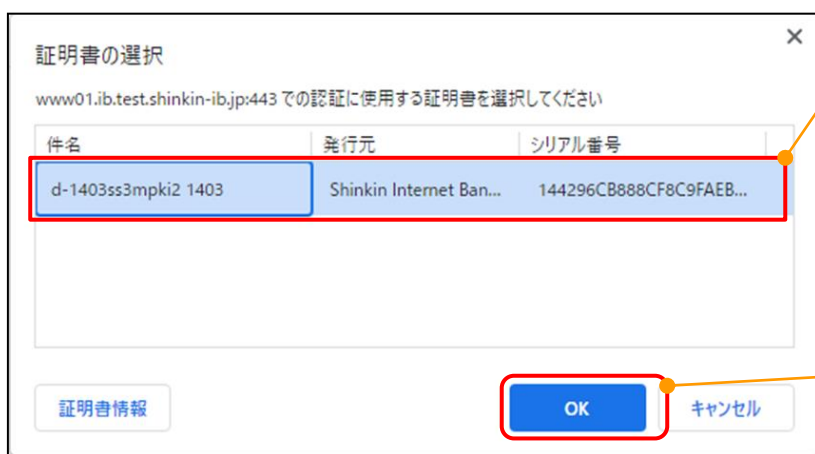 証明書の選択
www01.ib.test.shinkin-ib.jp:443 での認証に使用する証明書を選択してください
件名 発行元 シリアル番号
d-1403ss3mpki2 1403 Shinkin Internet Ban... 144296CB888CF8C9FAEB...
証明書情報 OK キャンセル